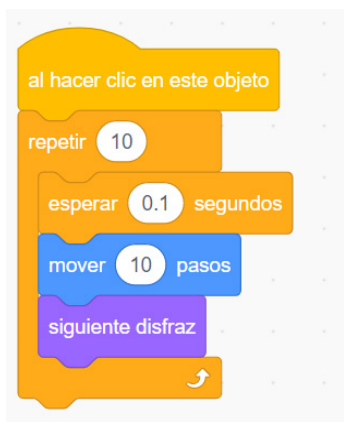 al hacer clic en este objeto
repetir 10
esperar 0.1 segundos
mover 10 pasos
siguiente disfraz